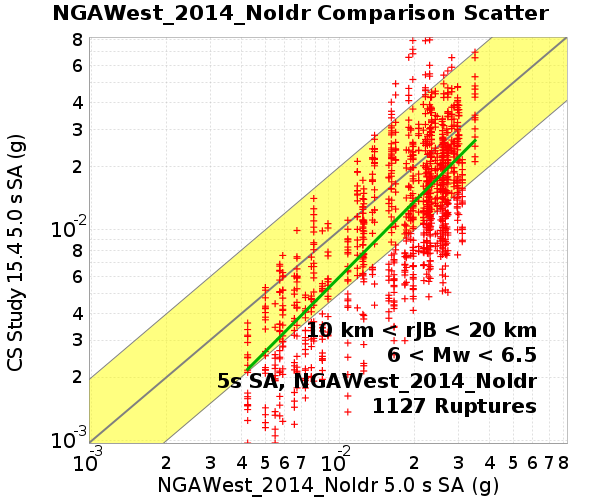 NGAWest_2014_NoIdr Comparison Scatter
CS Study 15.4 5.0 s SA (g)
8
6
4
3
2
10-2
8
6
4
3
2
10-3
10 km < rJB < 20 km
6 < Mw < 6.5
5s SA, NGAWest_2014_NoIdr
1127 Ruptures
10-3 2 3 4 5 6 7 10-2 2 3 4 5 6 7 8
NGAWest_2014_NoIdr 5.0 s SA (g)